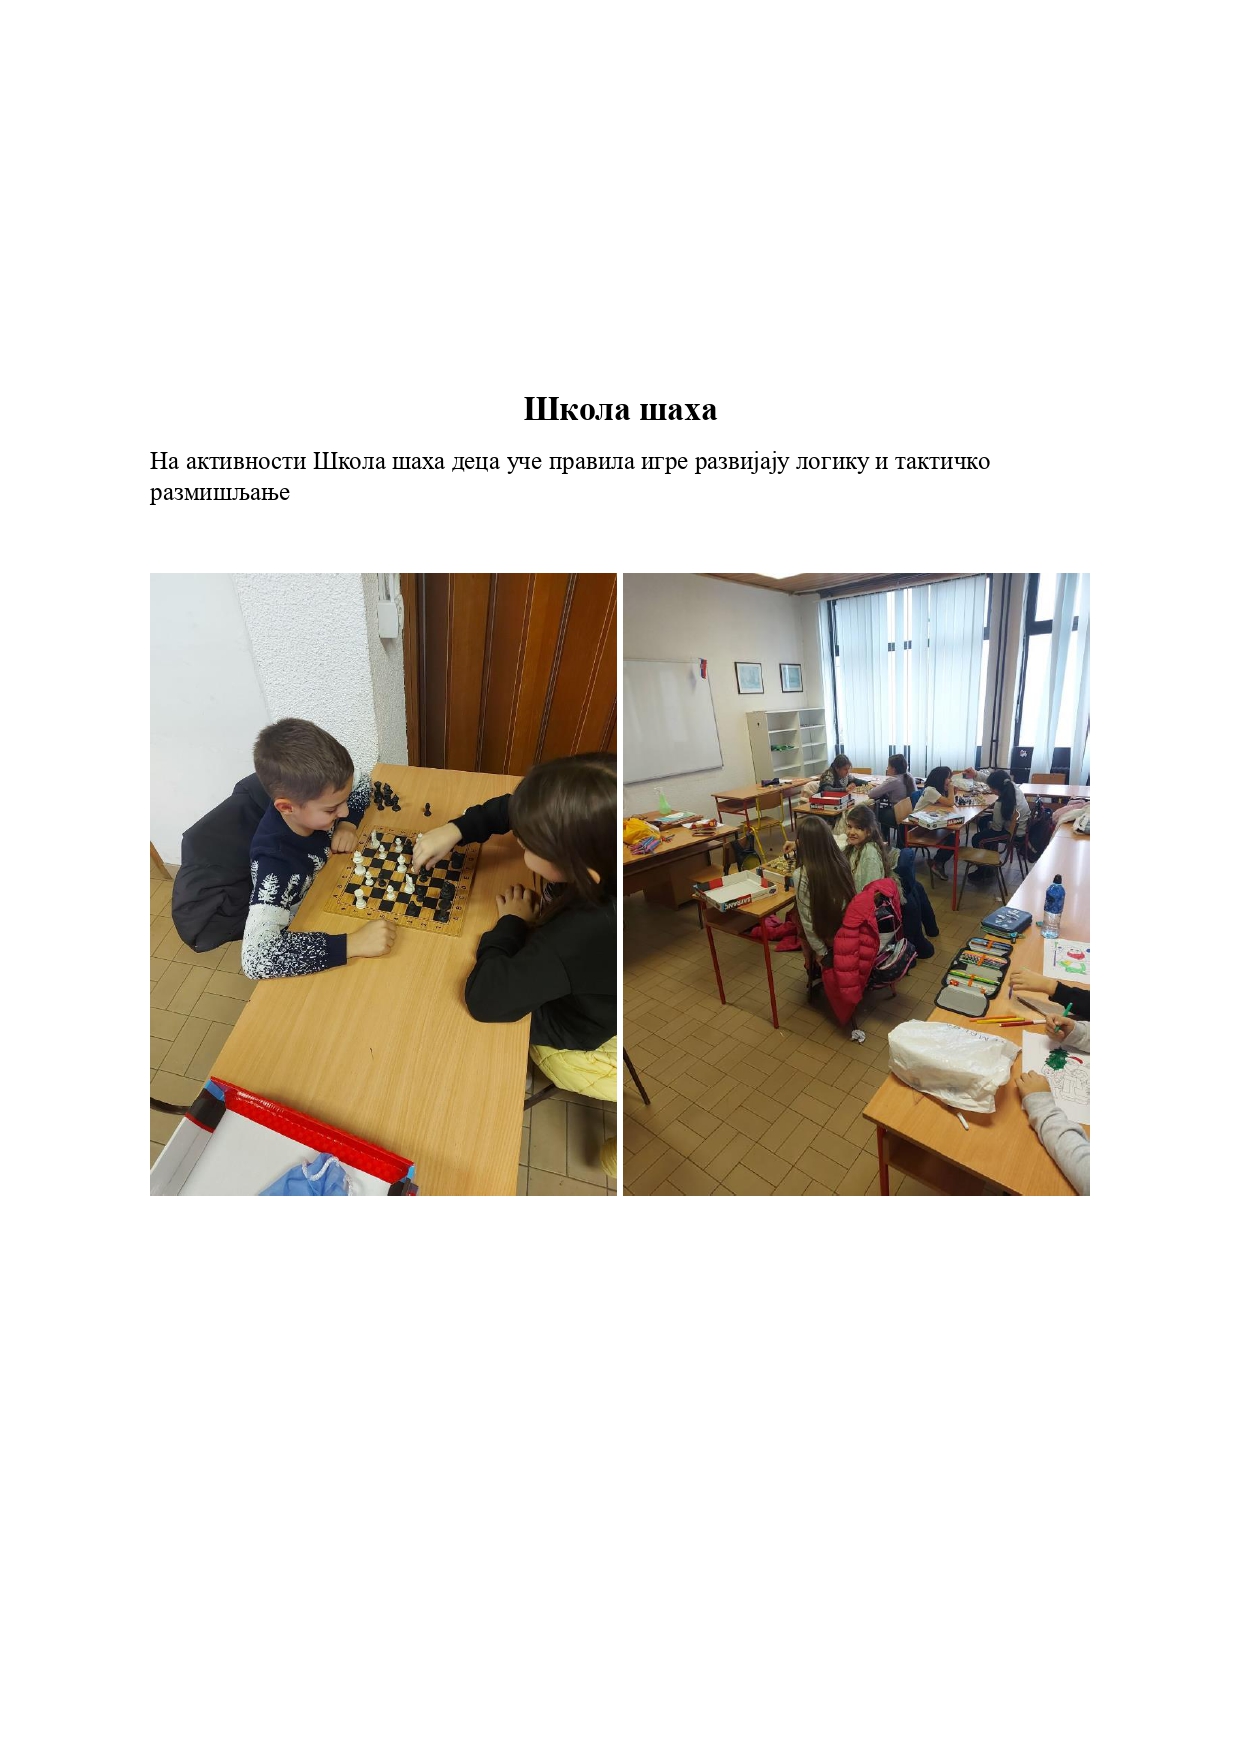 Школа шаха
На активности Школа шаха деца уче правила игре развијају логику и тактичко
размишљање